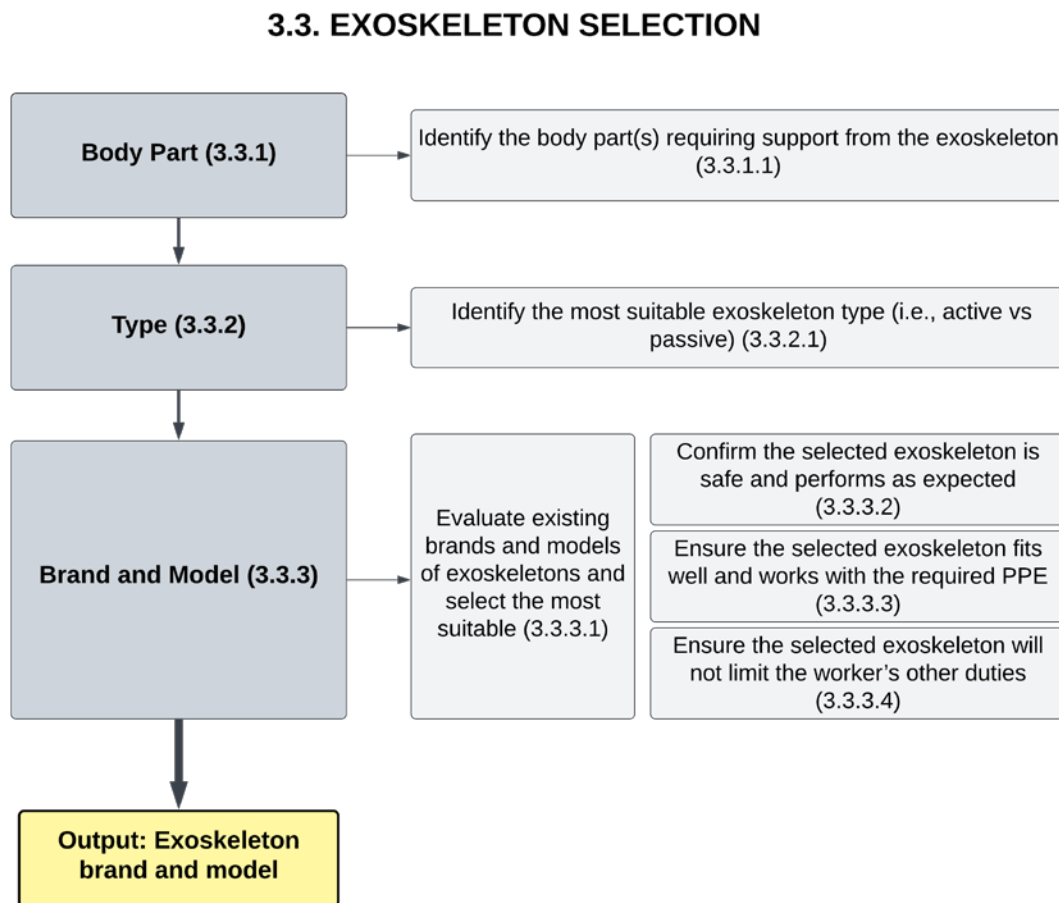 3.3. EXOSKELETON SELECTION
Body Part (3.3.1)
Identify the body part(s) requiring support from the exoskeleton
(3.3.1.1)
Type (3.3.2)
Identify the most suitable exoskeleton type (i.e., active vs
passive) (3.3.2.1)
Brand and Model (3.3.3)
Evaluate existing
brands and models
of exoskeletons and
select the most
suitable (3.3.3.1)
Confirm the selected exoskeleton is
safe and performs as expected
(3.3.3.2)
Ensure the selected exoskeleton fits
well and works with the required PPE
(3.3.3.3)
Ensure the selected exoskeleton will
not limit the worker’s other duties
(3.3.3.4)
Output: Exoskeleton
brand and model